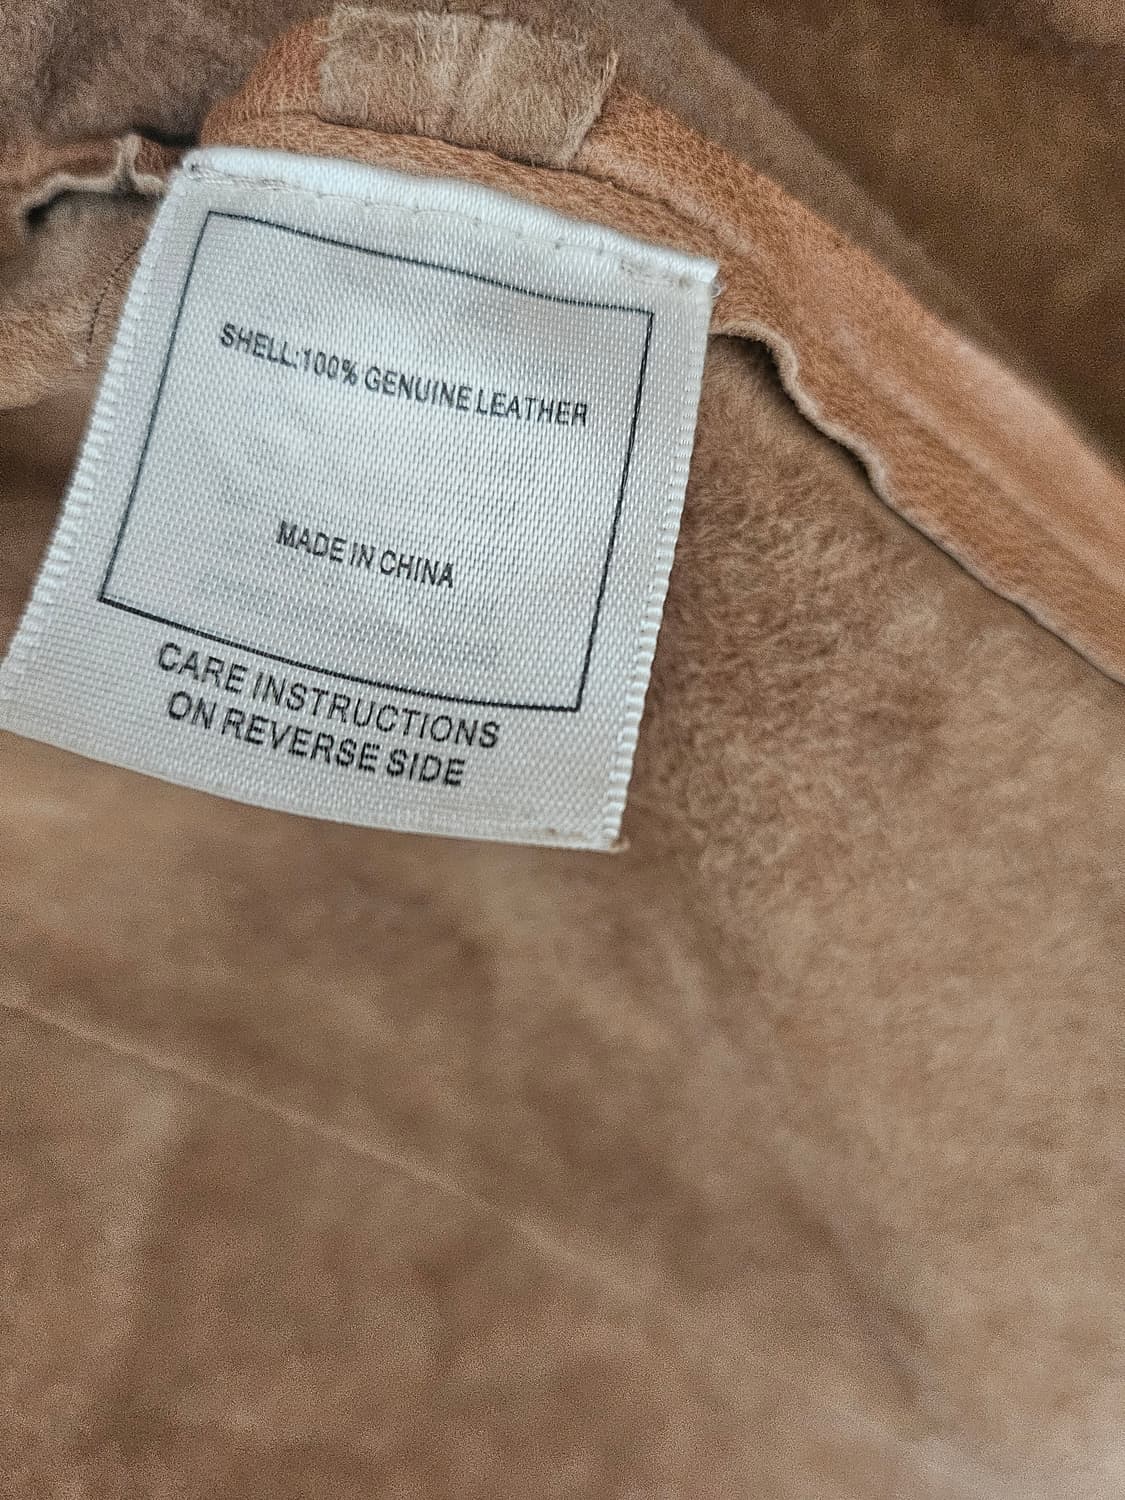 SHELL:100% GENUINE LEATHER
MADE IN CHINA
CARE INSTRUCTIONS
ON REVERSE SIDE